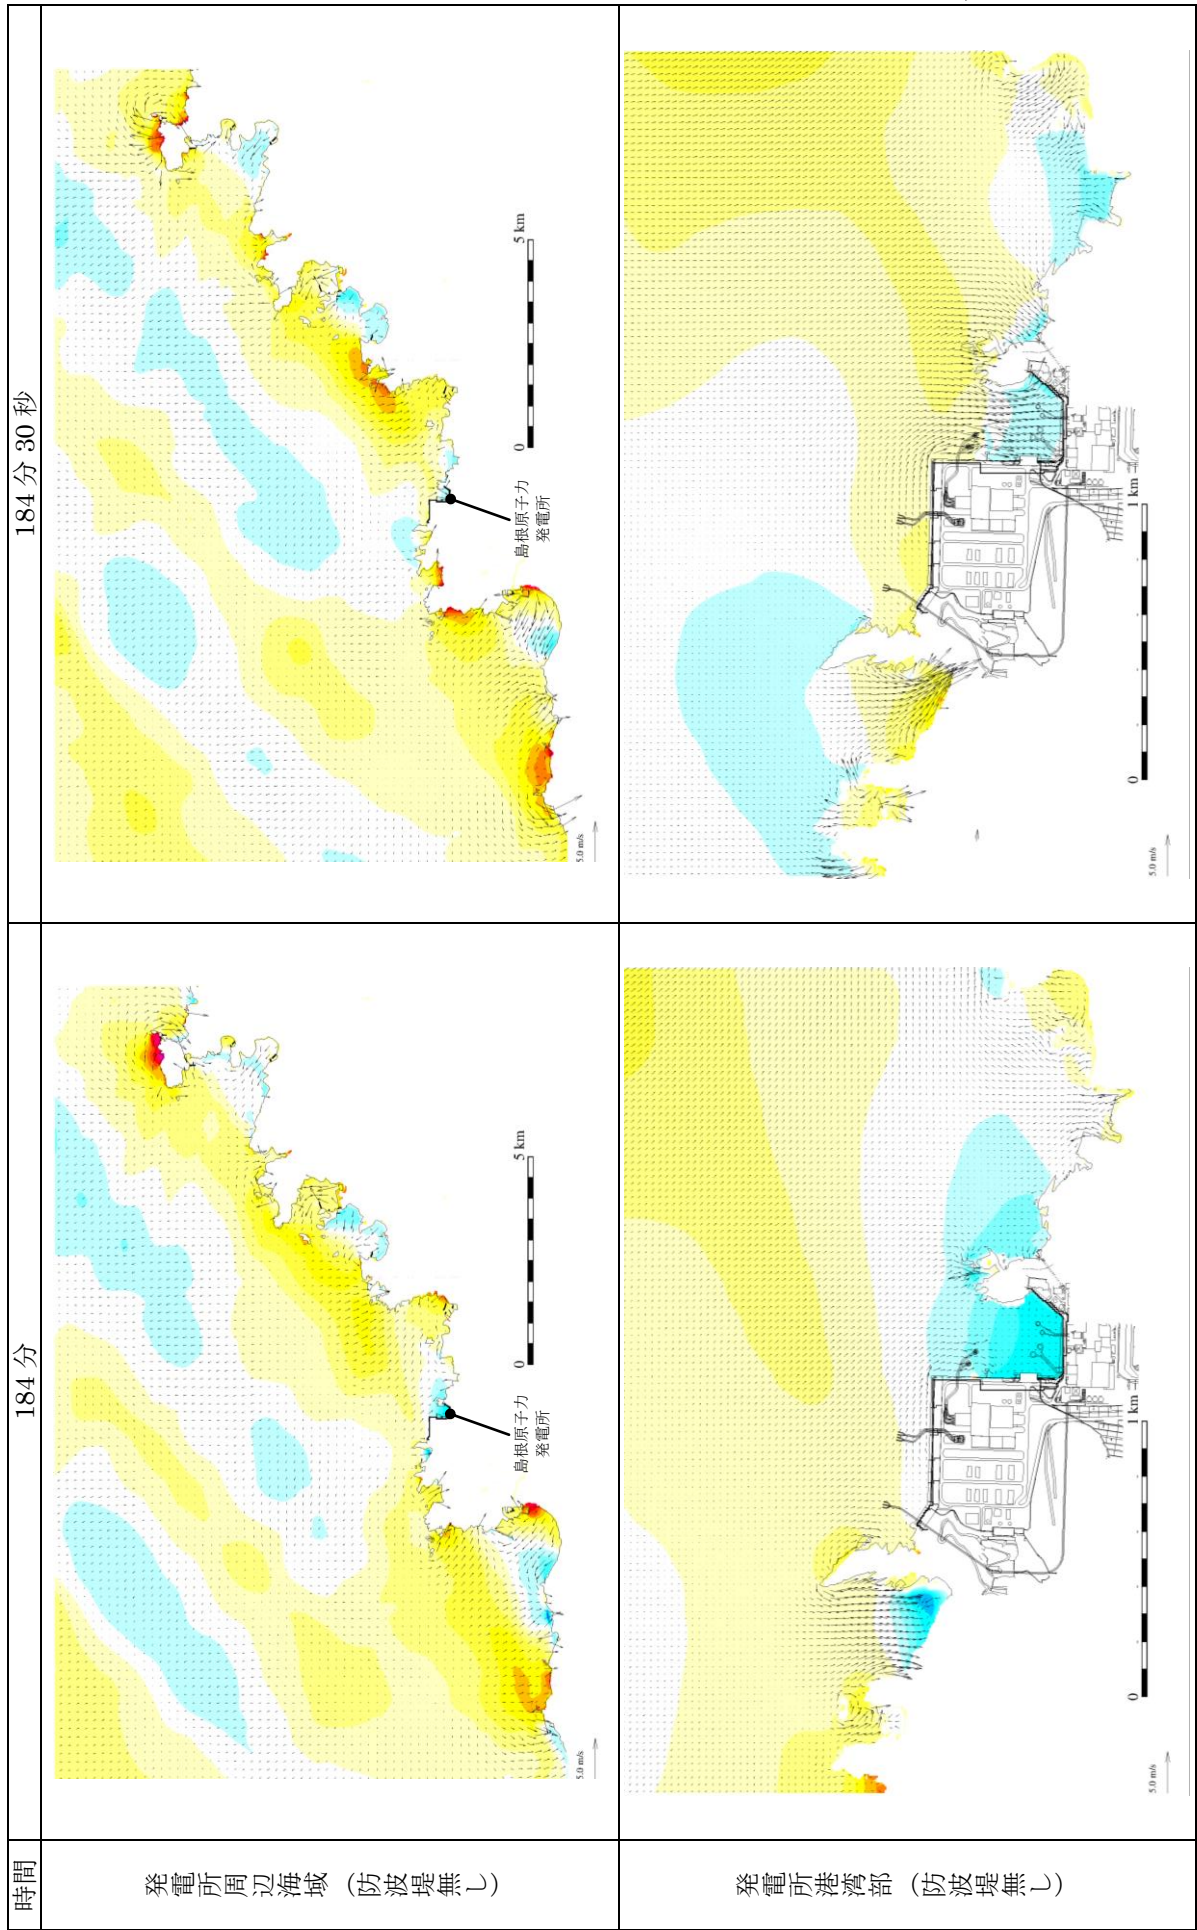 時間
184分
184分30秒
発電所周辺海域（防波堤無し）
島根原子力
発電所
0
5 km
5.0 m/s
島根原子力
発電所
0
5 km
5.0 m/s
発電所港湾部（防波堤無し）
0
1 km
5.0 m/s
0
1 km
5.0 m/s